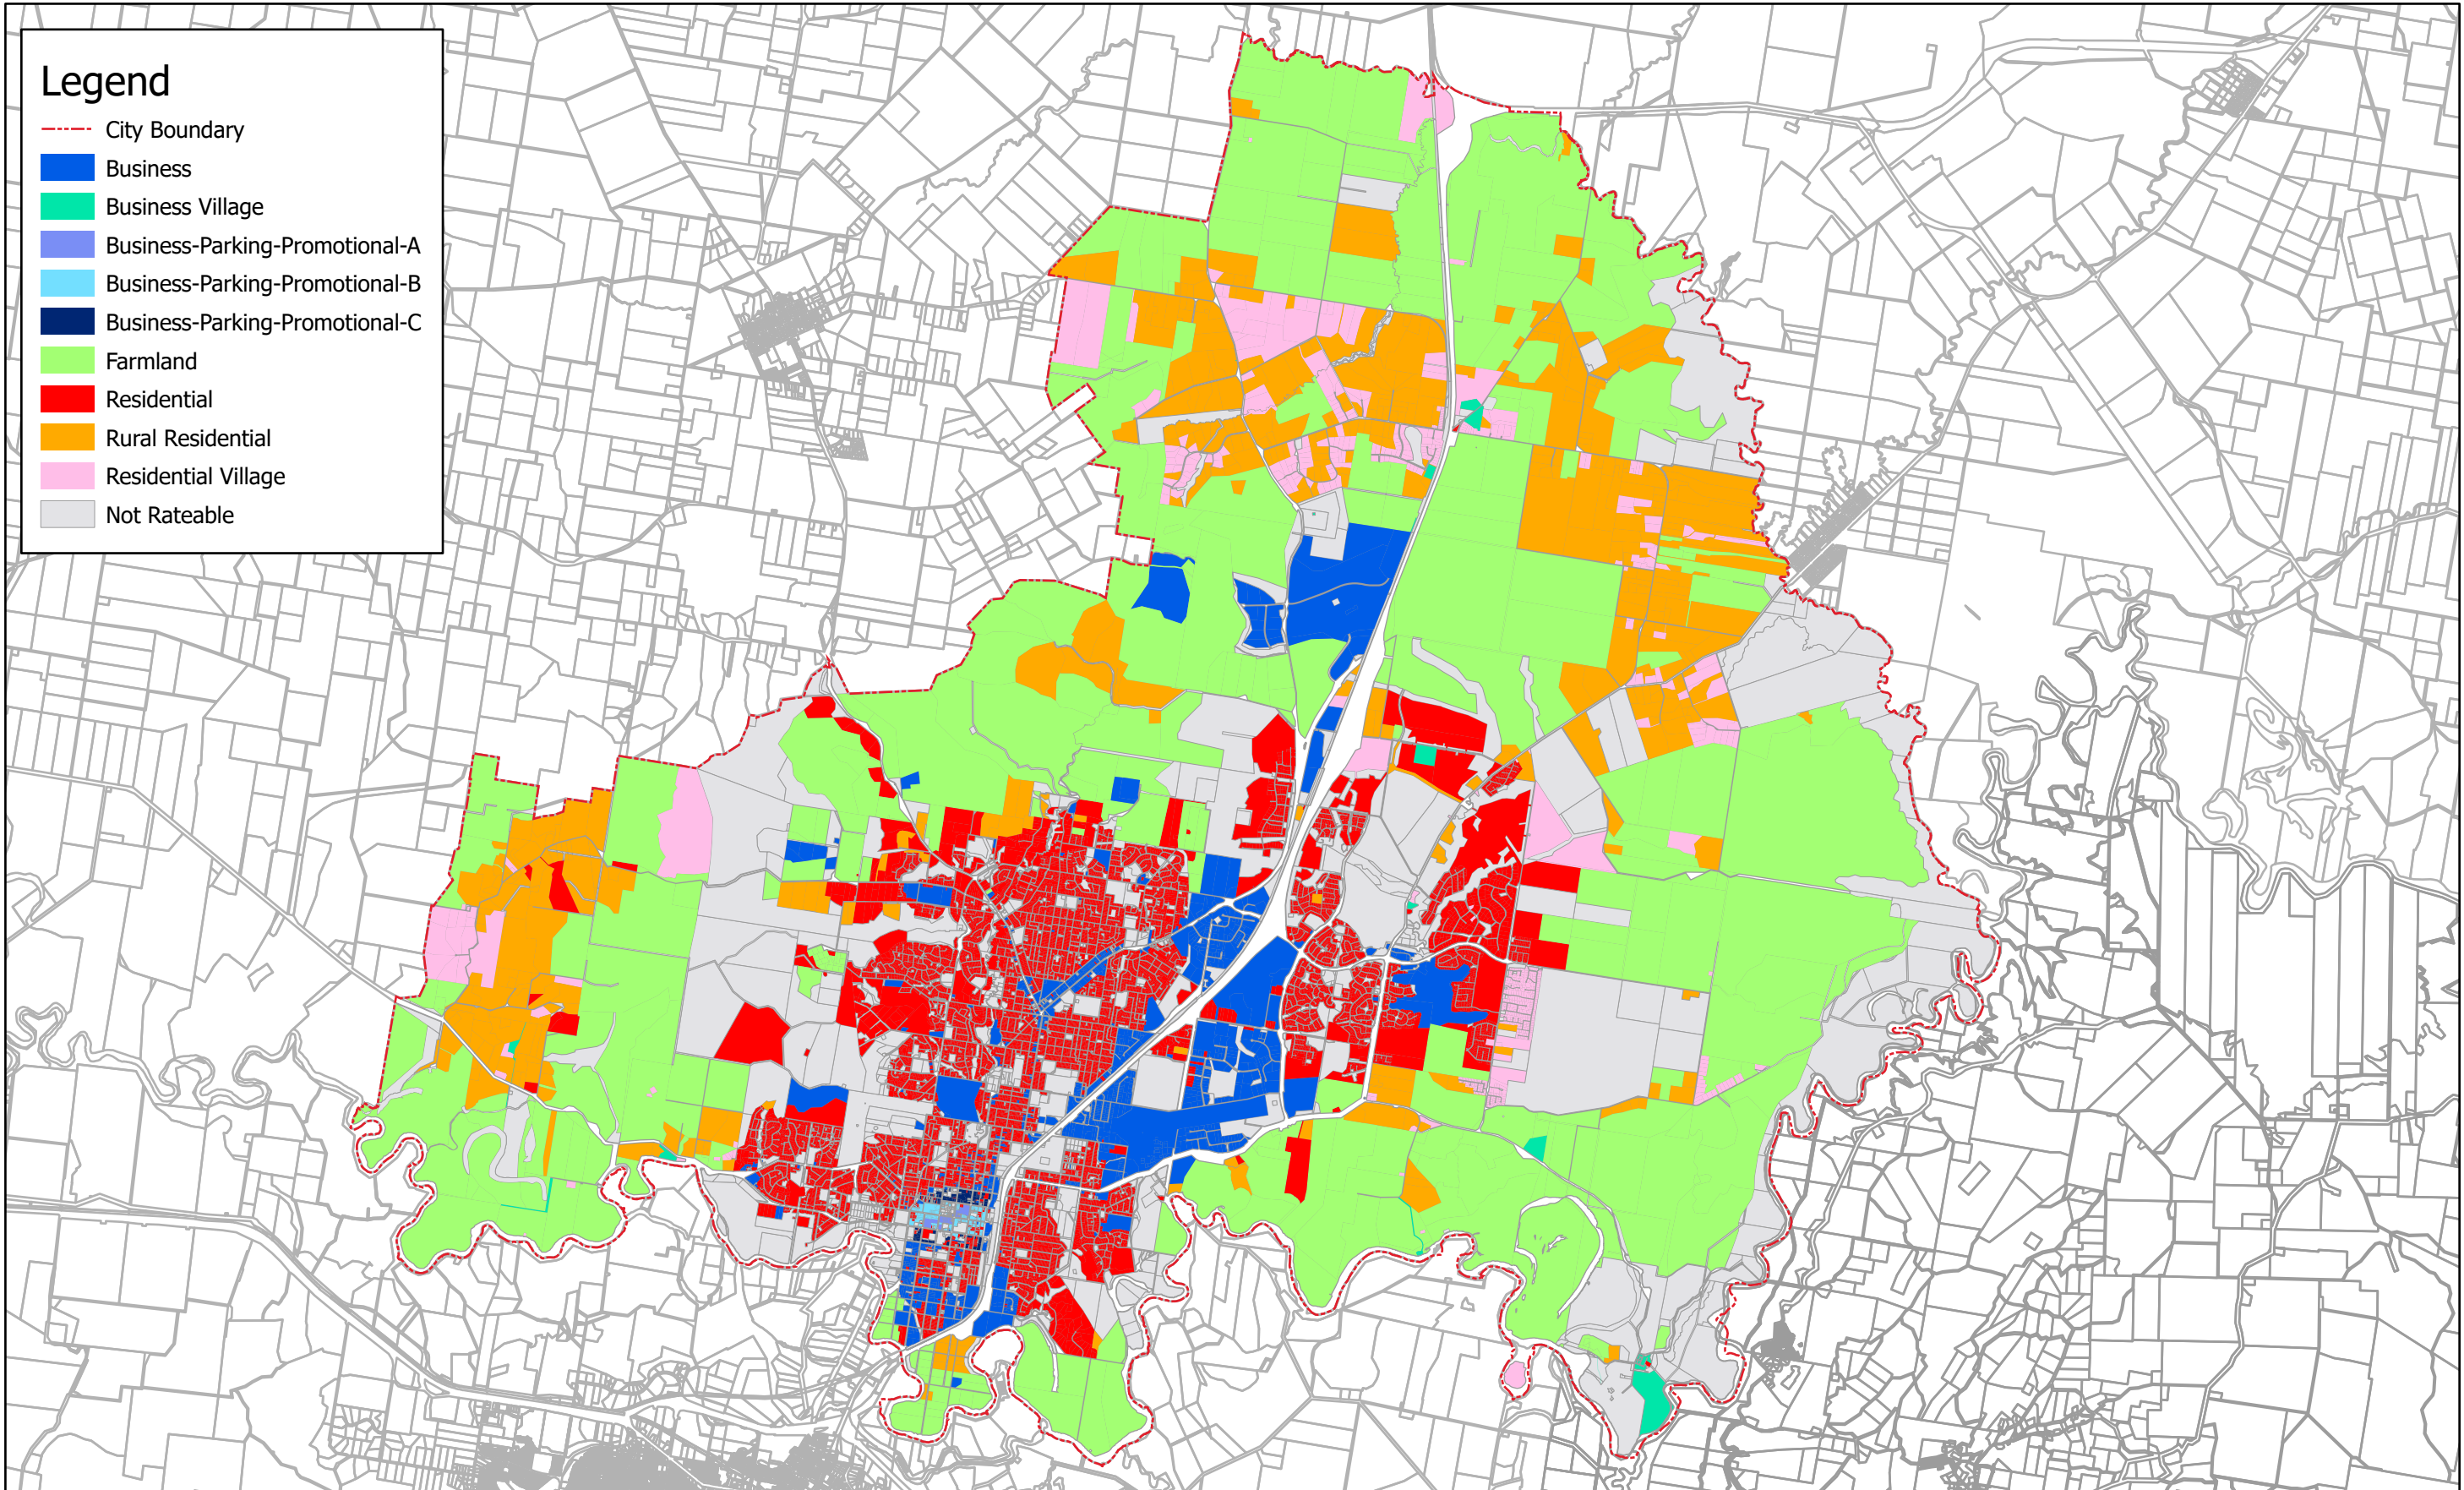 Legend
City Boundary
Business
Business Village
Business-Parking-Promotional-A
Business-Parking-Promotional-B
Business-Parking-Promotional-C
Farmland
Residential
Rural Residential
Residential Village
Not Rateable